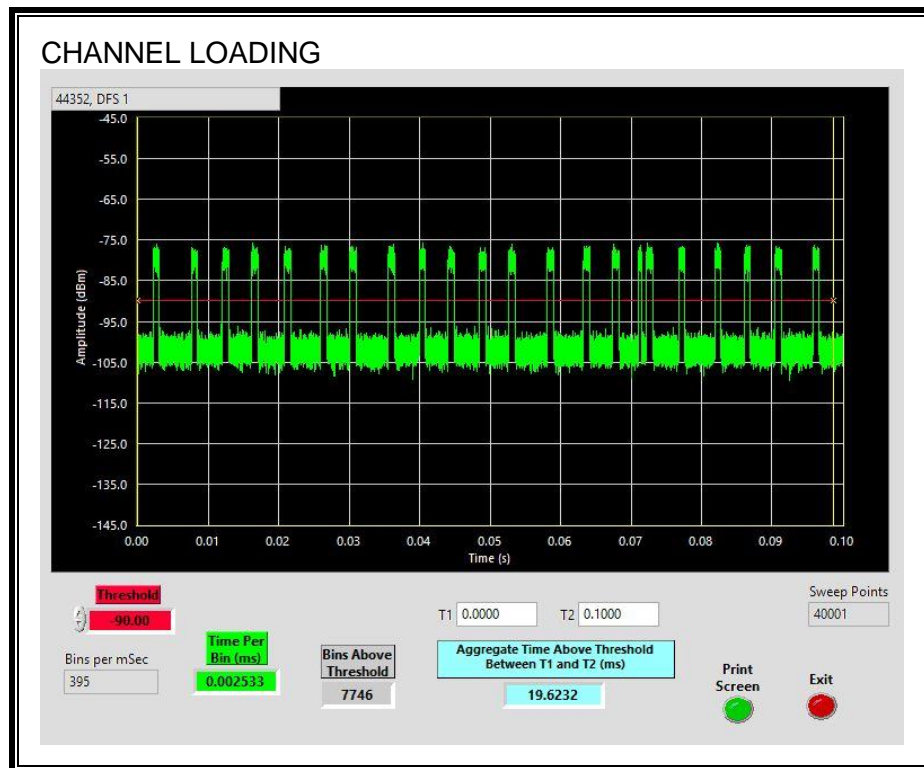 CHANNEL LOADING
44352, DFS 1
-45.0
-55.0
-65.0
-75.0
-85.0
-95.0
-105.0
-115.0
-125.0
-135.0
-145.0
Amplitude (dBm)
0.00 0.01 0.02 0.03 0.04 0.05 0.06 0.07 0.08 0.09 0.10
Time (s)
Threshold
-90.00
Bins per mSec
395
Time Per
Bin (ms)
0.002533
Bins Above
Threshold
7746
T1 0.0000 T2 0.1000
Aggregate Time Above Threshold
Between T1 and T2 (ms)
19.6232
Sweep Points
40001
Print
Screen
Exit